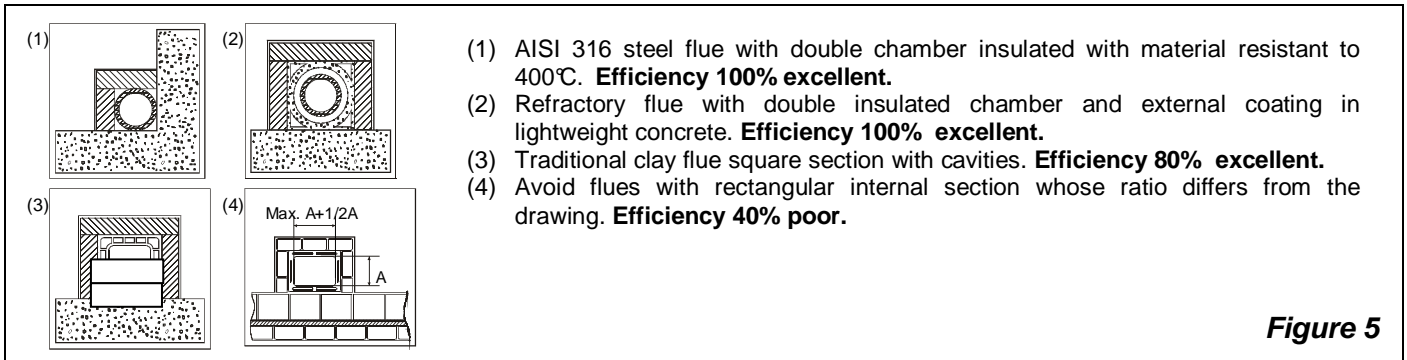 (1)
(2)
(3)
(4)
Max. A+1/2A
A
(1) AISI 316 steel flue with double chamber insulated with material resistant to
400℃. Efficiency 100% excellent.
(2) Refractory flue with double insulated chamber and external coating in
lightweight concrete. Efficiency 100% excellent.
(3) Traditional clay flue square section with cavities. Efficiency 80% excellent.
(4) Avoid flues with rectangular internal section whose ratio differs from the
drawing. Efficiency 40% poor.
Figure 5